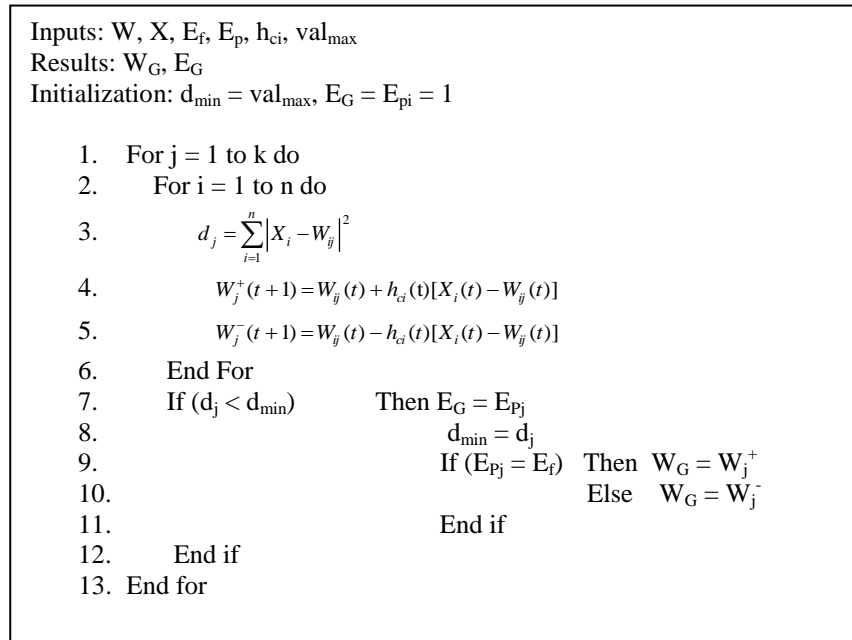 Inputs: W, X, E_f, E_p, h_ci, val_max
Results: W_G, E_G
Initialization: d_min = val_max, E_G = E_pi = 1
1. For j = 1 to k do
2. For i = 1 to n do
3. d_j = \sum_{i=1}^{n} |X_i − W_ij|^2
4. W_j^+(t+1) = W_ij(t) + h_ci(t)[X_i(t) − W_ij(t)]
5. W_j^-(t+1) = W_ij(t) − h_ci(t)[X_i(t) − W_ij(t)]
6. End For
7. If (d_j < d_min) Then E_G = E_Pj
8. d_min = d_j
9. If (E_Pj = E_f) Then W_G = W_j^+
10. Else W_G = W_j^-
11. End if
12. End if
13. End for